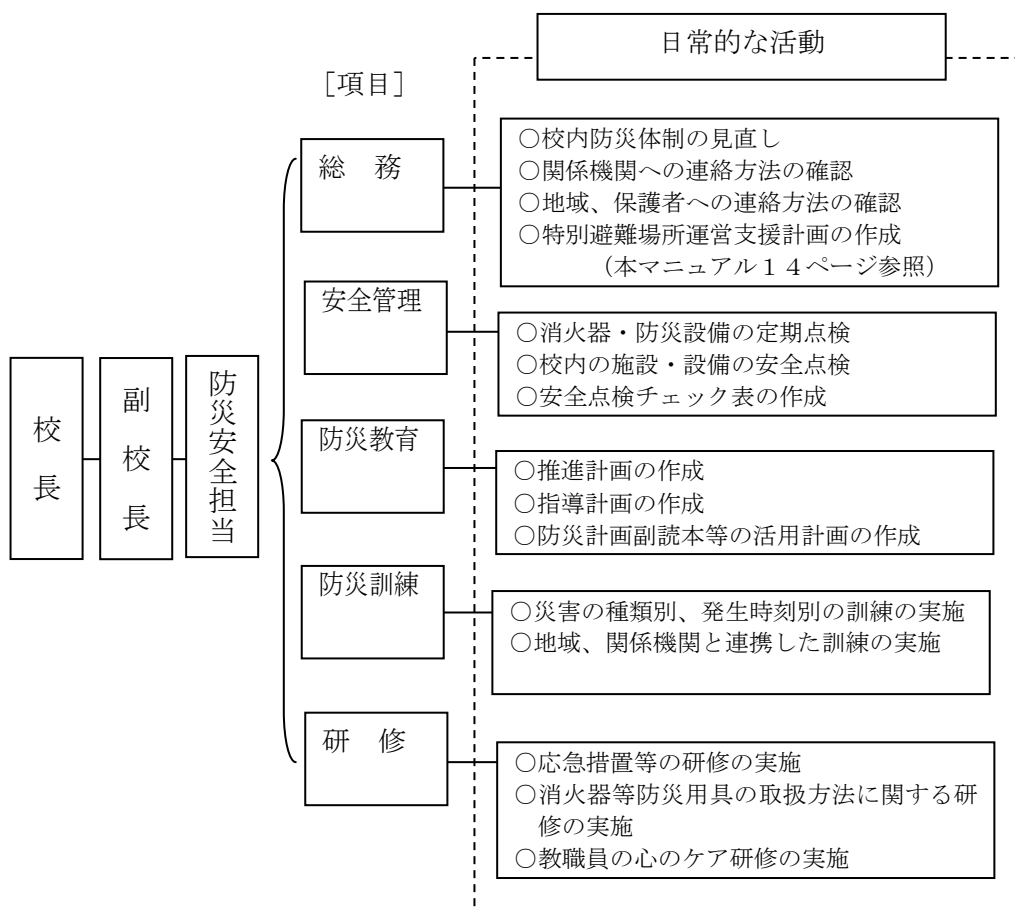 日常的な活動
［項目］
総　務
○校内防災体制の見直し
○関係機関への連絡方法の確認
○地域、保護者への連絡方法の確認
○特別避難場所運営支援計画の作成
（本マニュアル１４ページ参照）
安全管理
○消火器・防災設備の定期点検
○校内の施設・設備の安全点検
○安全点検チェック表の作成
校長
副校長
防災安全担当
防災教育
○推進計画の作成
○指導計画の作成
○防災計画副読本等の活用計画の作成
防災訓練
○災害の種類別、発生時刻別の訓練の実施
○地域、関係機関と連携した訓練の実施
研　修
○応急措置等の研修の実施
○消火器等防災用具の取扱方法に関する研
修の実施
○教職員の心のケア研修の実施